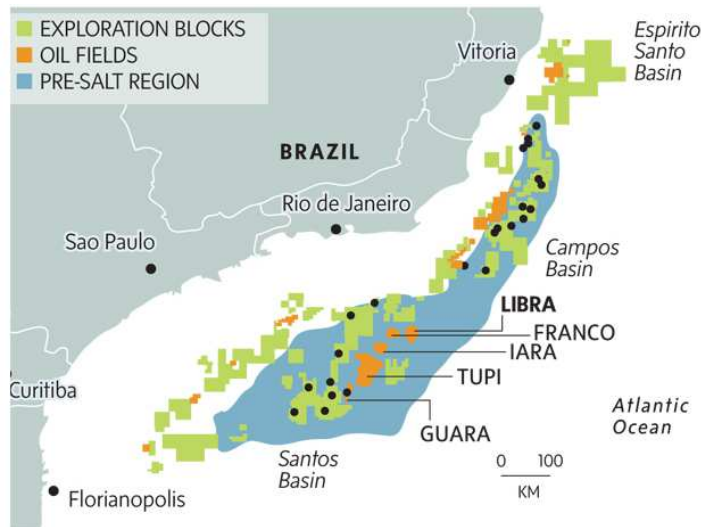 EXPLORATION BLOCKS
OIL FIELDS
PRE-SALT REGION
Espirito
Santo
Basin
Vitoria
BRAZIL
Rio de Janeiro
Sao Paulo
Campos
Basin
LIBRA
FRANCO
IARA
TUPI
GUARA
Curitiba
Atlantic
Ocean
Santos
Basin
0 100
KM
Florianopolis